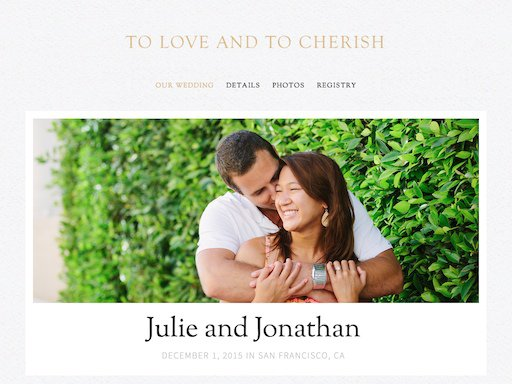 TO LOVE AND TO CHERISH
OUR WEDDING DETAILS PHOTOS REGISTRY
Julie and Jonathan
DECEMBER 1, 2015 IN SAN FRANCISCO, CA